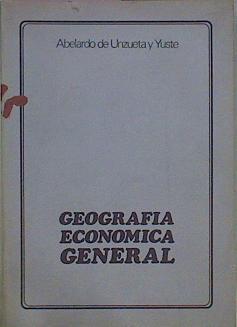 Abelardo de Unzueta y Yuste
GEOGRAFIA
ECONOMICA
GENERAL